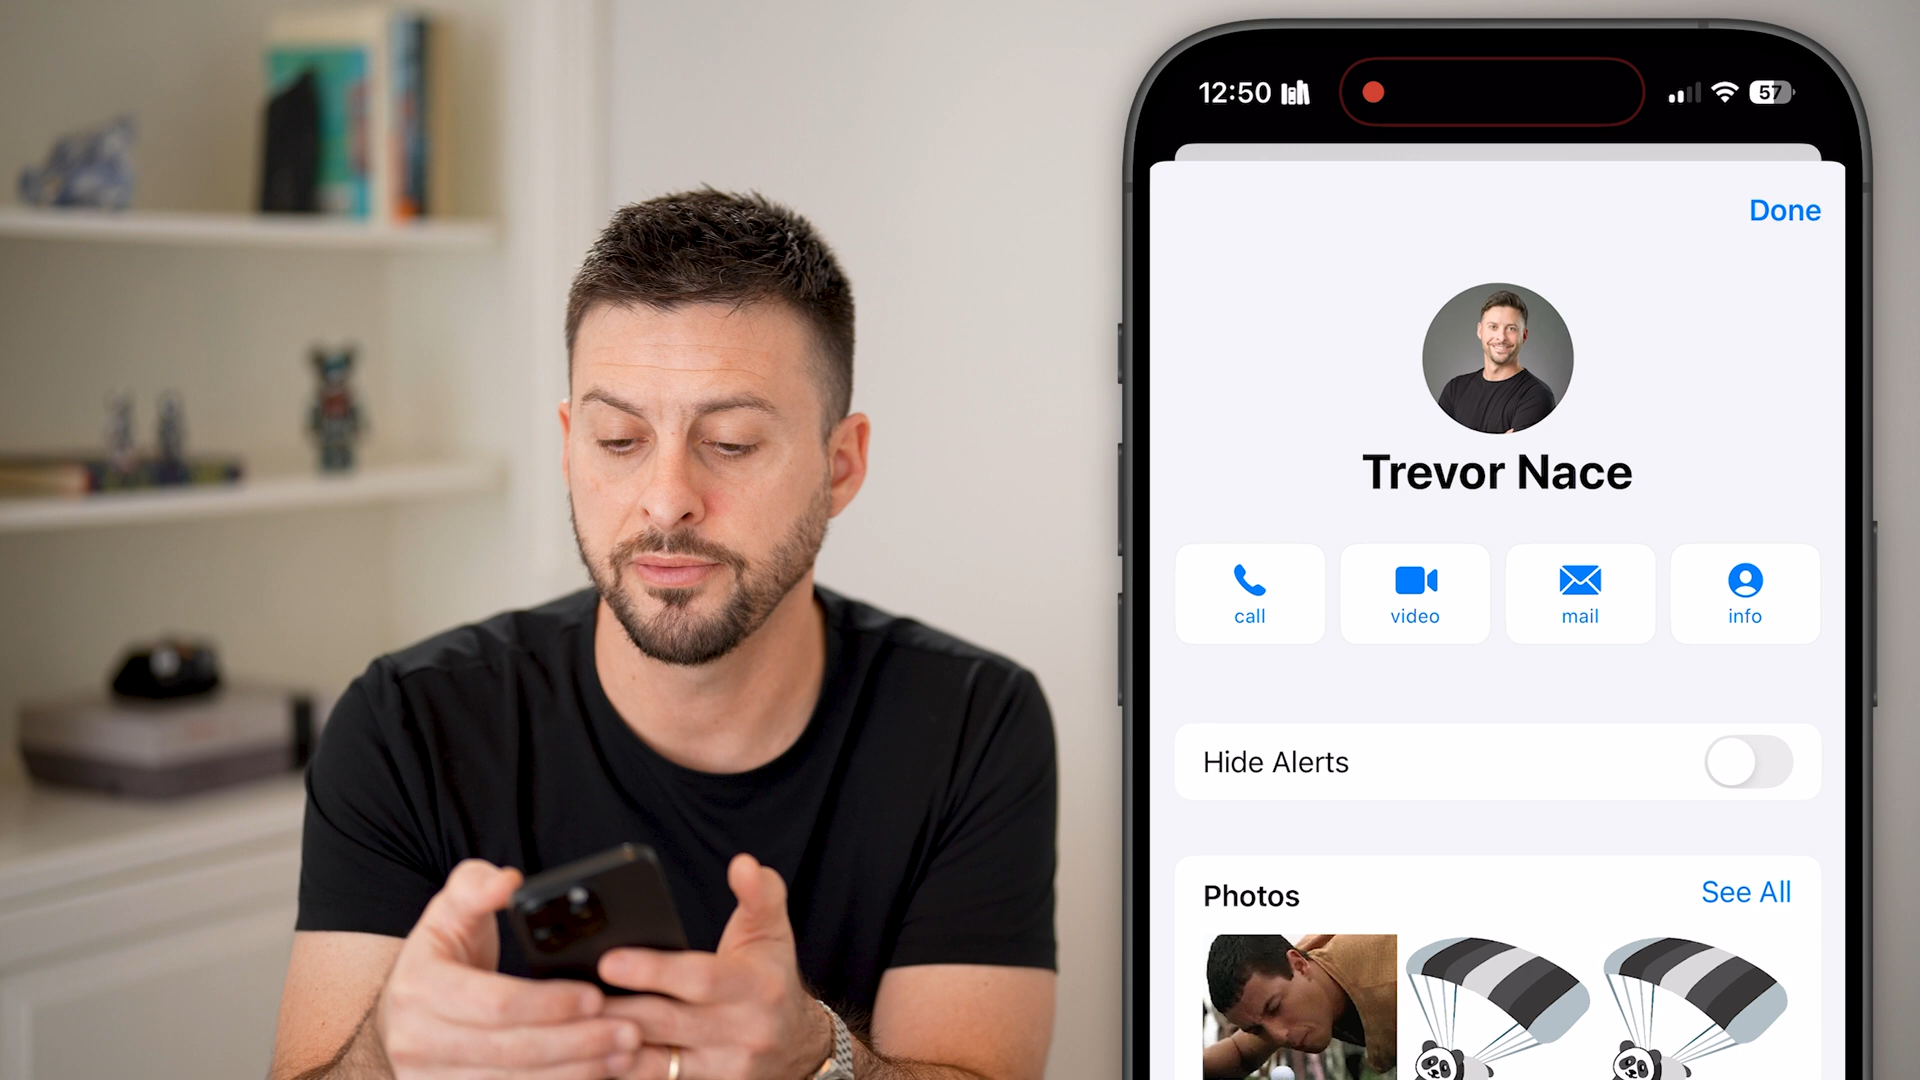 12:50
57
Done
Trevor Nace
call
video
mail
info
Hide Alerts
Photos
See All